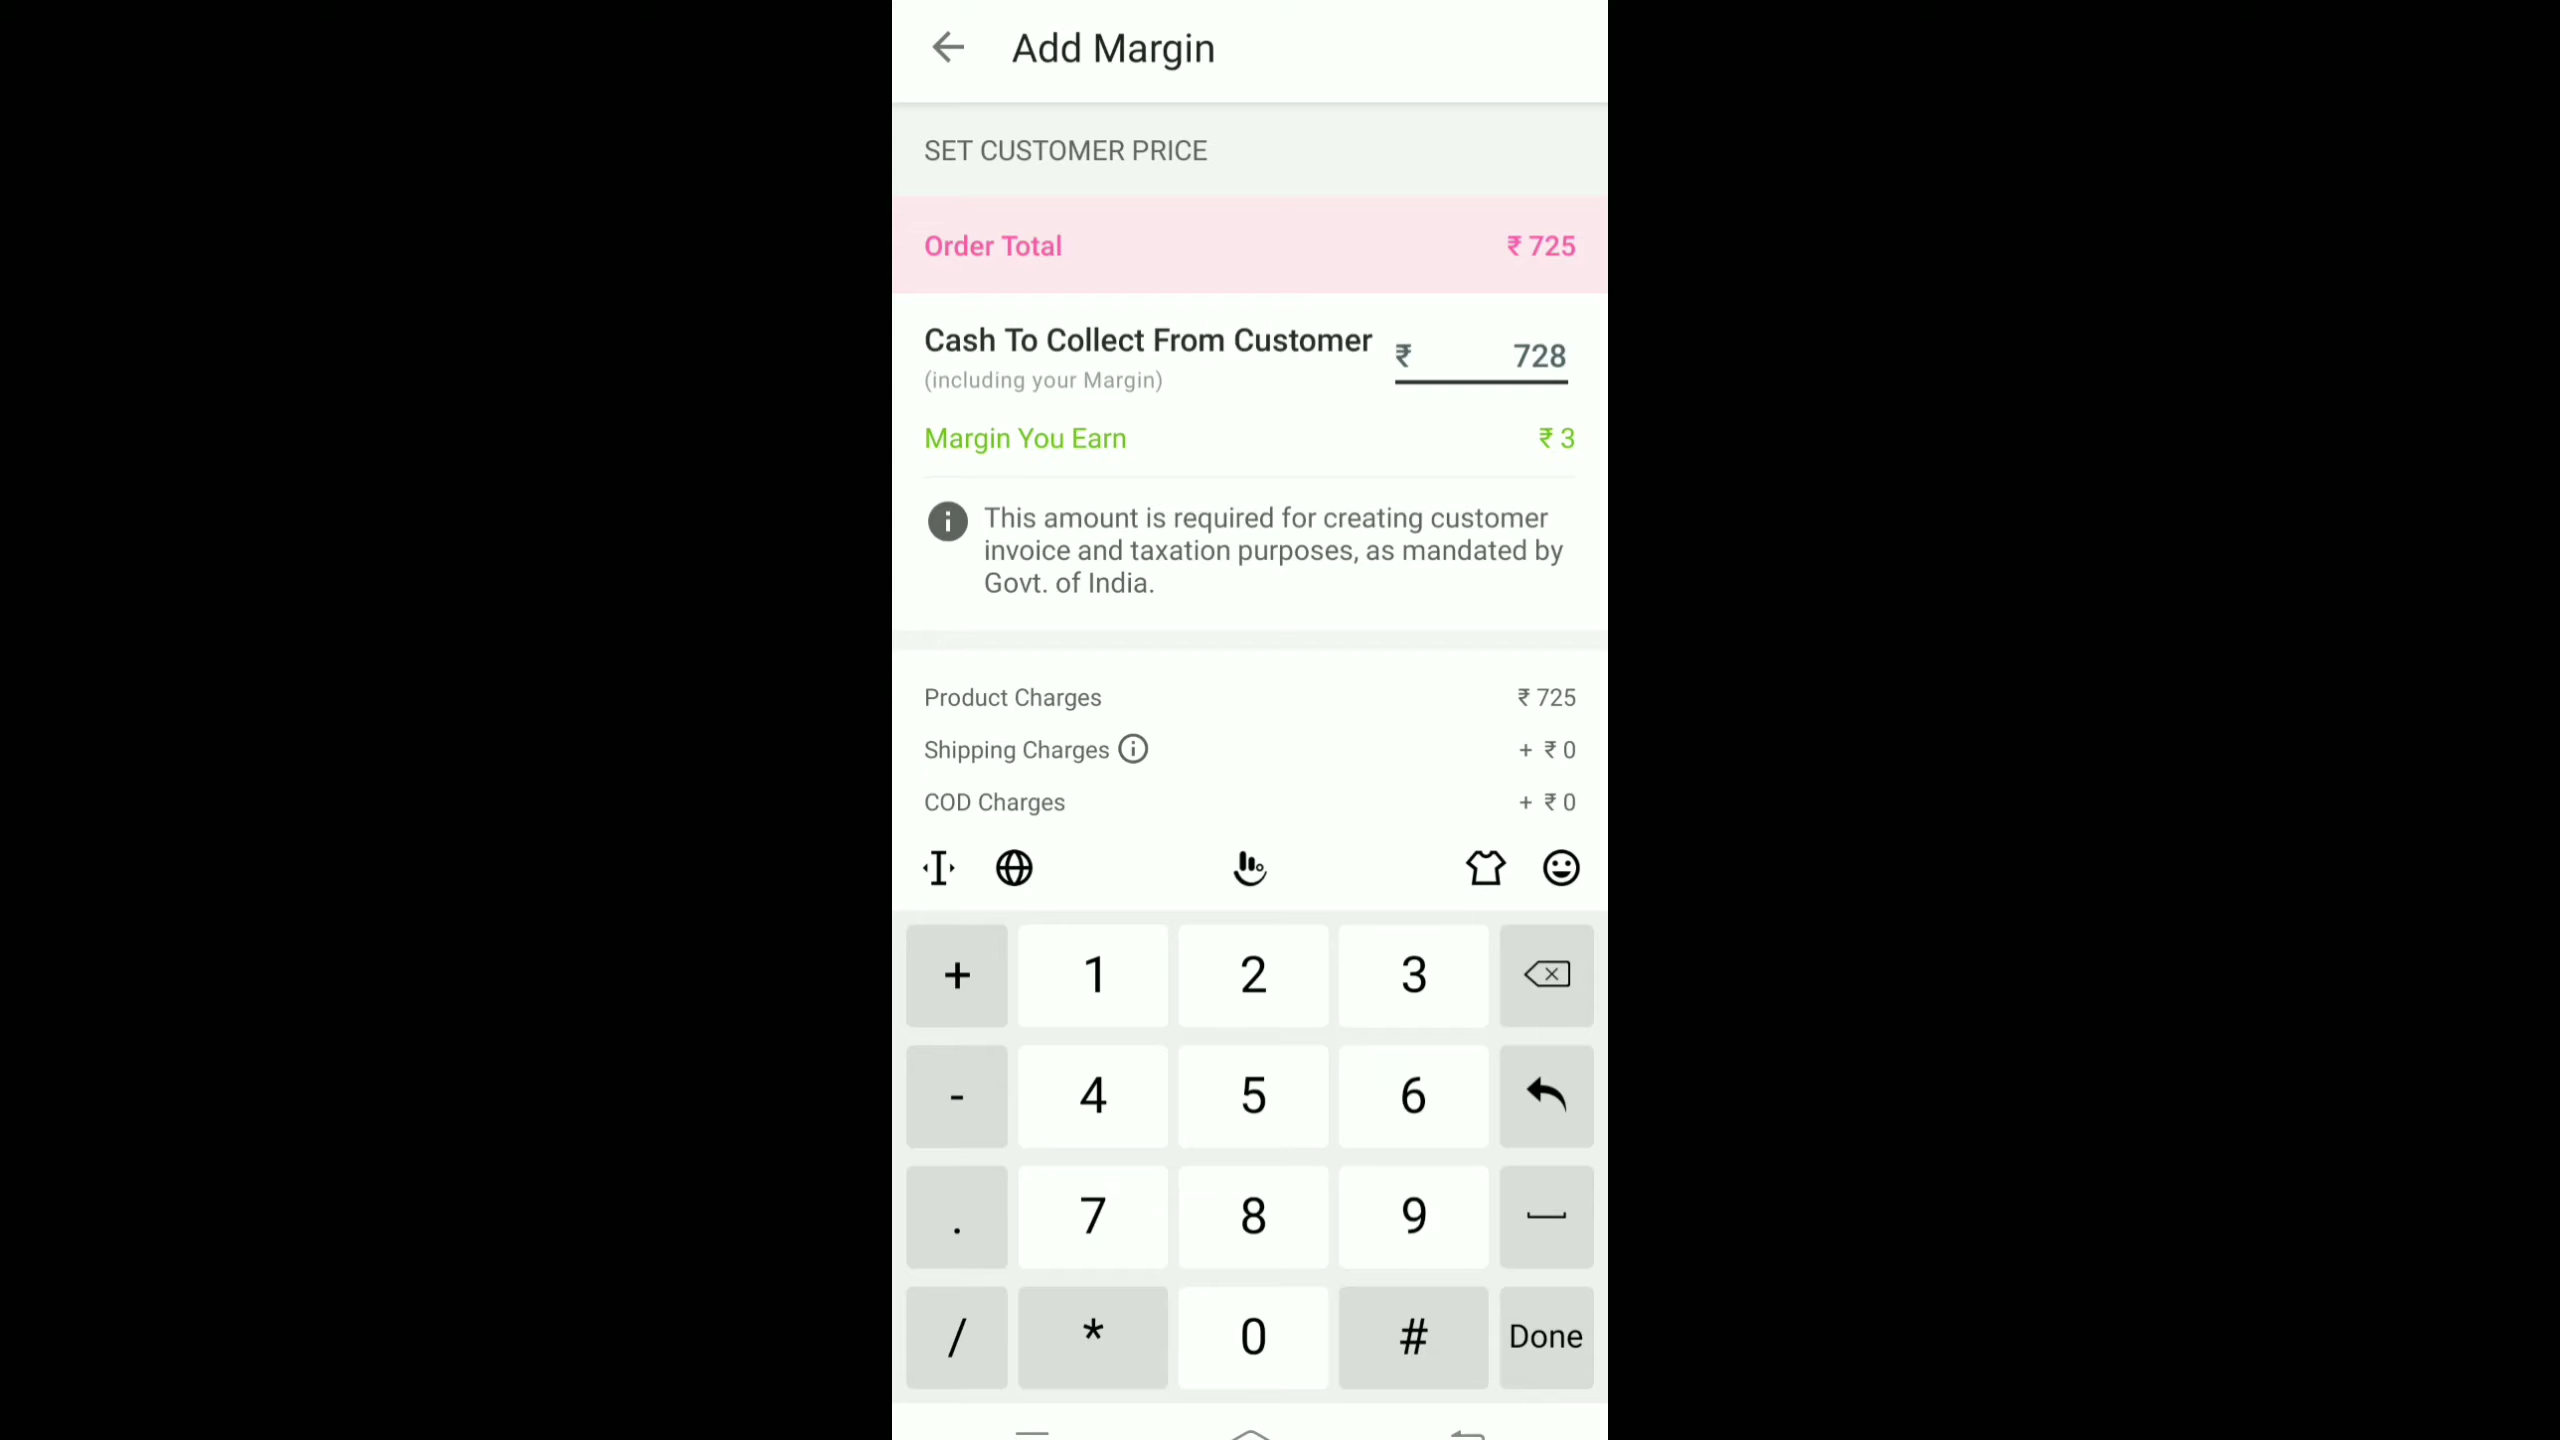 Add Margin
SET CUSTOMER PRICE
Order Total ₹ 725
Cash To Collect From Customer ₹ 728
(including your Margin)
Margin You Earn ₹ 3
This amount is required for creating customer
invoice and taxation purposes, as mandated by
Govt. of India.
Product Charges ₹ 725
Shipping Charges + ₹ 0
COD Charges + ₹ 0
+ 1 2 3
- 4 5 6
. 7 8 9
/ * 0 # Done